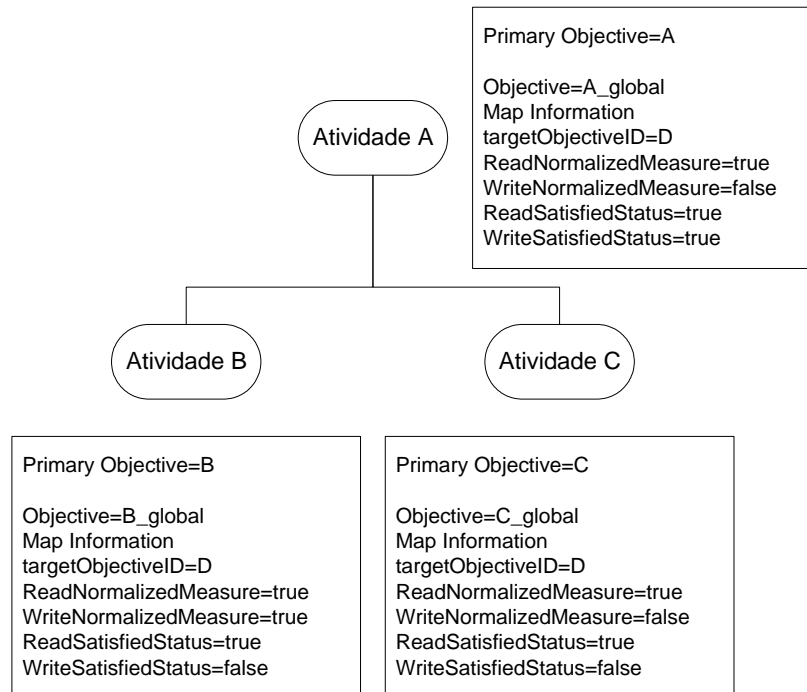 Primary Objective=A
Objective=A_global
Map Information
targetObjectiveID=D
ReadNormalizedMeasure=true
WriteNormalizedMeasure=false
ReadSatisfiedStatus=true
WriteSatisfiedStatus=true
Atividade A
Atividade B
Atividade C
Primary Objective=B
Objective=B_global
Map Information
targetObjectiveID=D
ReadNormalizedMeasure=true
WriteNormalizedMeasure=true
ReadSatisfiedStatus=true
WriteSatisfiedStatus=false
Primary Objective=C
Objective=C_global
Map Information
targetObjectiveID=D
ReadNormalizedMeasure=true
WriteNormalizedMeasure=false
ReadSatisfiedStatus=true
WriteSatisfiedStatus=false